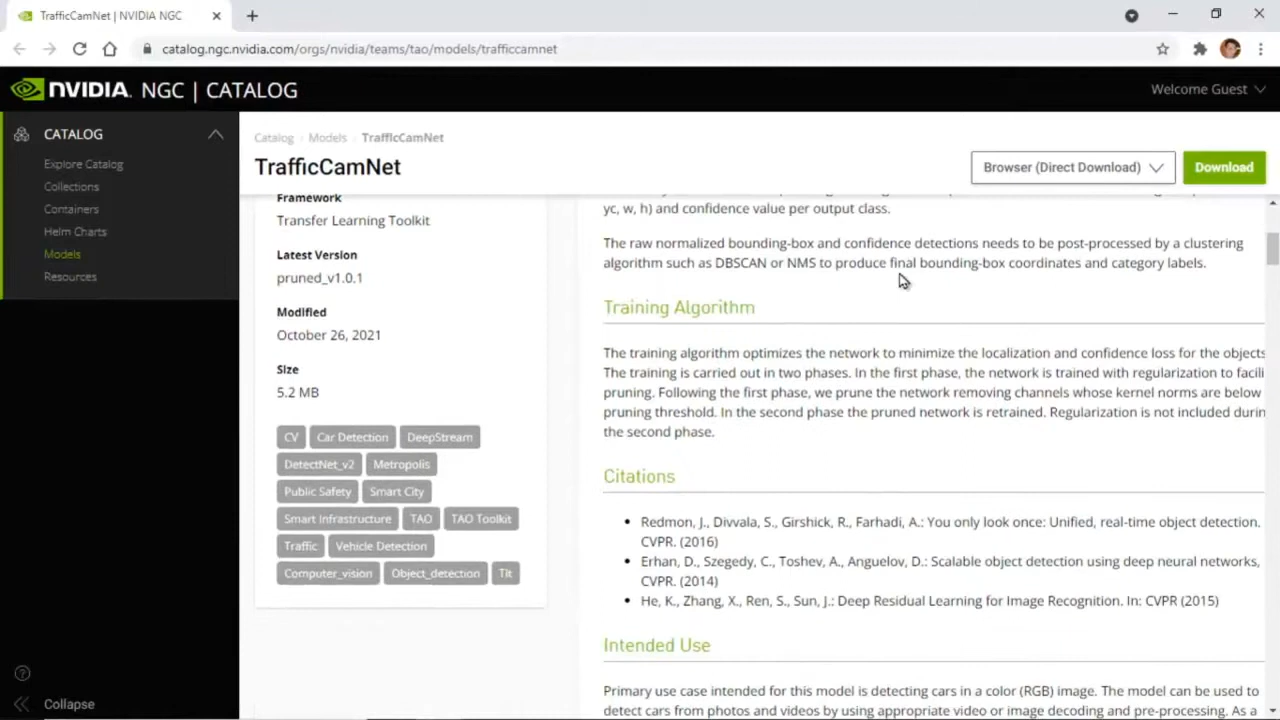 TrafficCamNet | NVIDIA NGC
catalog.ngc.nvidia.com/orgs/nvidia/teams/tao/models/trafficcamnet
NVIDIA. NGC | CATALOG
Welcome Guest
CATALOG
Explore Catalog
Collections
Containers
Helm Charts
Models
Resources
Collapse
Catalog Models TrafficCamNet
TrafficCamNet
Browser (Direct Download)
Download
Framework
Transfer Learning Toolkit
Latest Version
pruned_v1.0.1
Modified
October 26, 2021
Size
5.2 MB
CV Car Detection DeepStream
DetectNet_v2 Metropolis
Public Safety Smart City
Smart Infrastructure TAO TAO Toolkit
Traffic Vehicle Detection
Computer_vision Object_detection Tlt
yc, w, h) and confidence value per output class.
The raw normalized bounding-box and confidence detections needs to be post-processed by a clustering
algorithm such as DBSCAN or NMS to produce final bounding-box coordinates and category labels.
Training Algorithm
The training algorithm optimizes the network to minimize the localization and confidence loss for the objects
The training is carried out in two phases. In the first phase, the network is trained with regularization to facili
pruning. Following the first phase, we prune the network removing channels whose kernel norms are below
pruning threshold. In the second phase the pruned network is retrained. Regularization is not included durin
the second phase.
Citations
Redmon, J., Divvala, S., Girshick, R., Farhadi, A.: You only look once: Unified, real-time object detection.
CVPR. (2016)
Erhan, D., Szegedy, C., Toshev, A., Anguelov, D.: Scalable object detection using deep neural networks,
CVPR. (2014)
He, K., Zhang, X., Ren, S., Sun, J.: Deep Residual Learning for Image Recognition. In: CVPR (2015)
Intended Use
Primary use case intended for this model is detecting cars in a color (RGB) image. The model can be used to
detect cars from photos and videos by using appropriate video or image decoding and pre-processing. As a